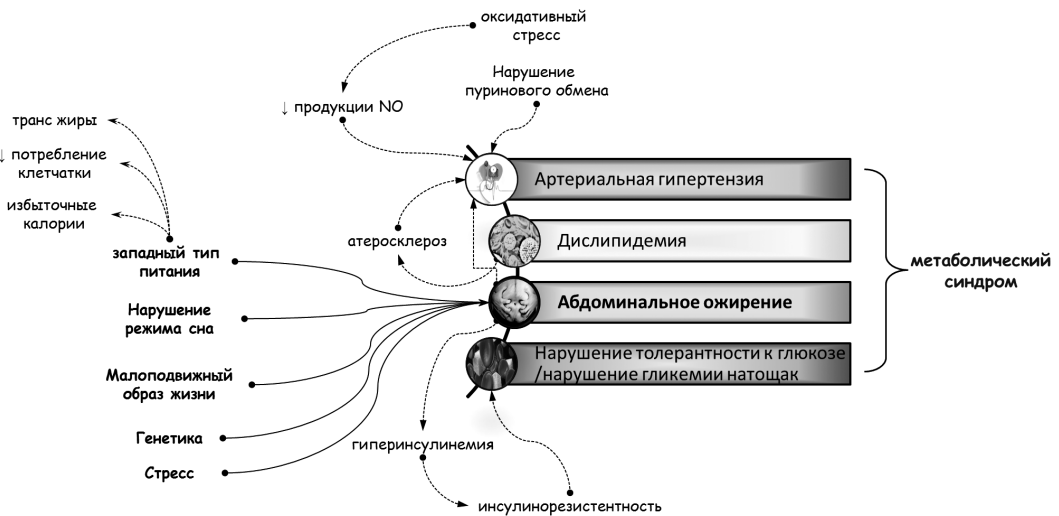 оксидативный
стресс
Нарушение
пуринового обмена
↓ продукции NO
транс жиры
↓ потребление
клетчатки
избыточные
калории
западный тип
питания
Нарушение
режима сна
Малоподвижный
образ жизни
Генетика
Стресс
атеросклероз
Артериальная гипертензия
Дислипидемия
Абдоминальное ожирение
Нарушение толерантности к глюкозе
/нарушение гликемии натощак
метаболический
синдром
гиперинсулинемия
инсулинорезистентность